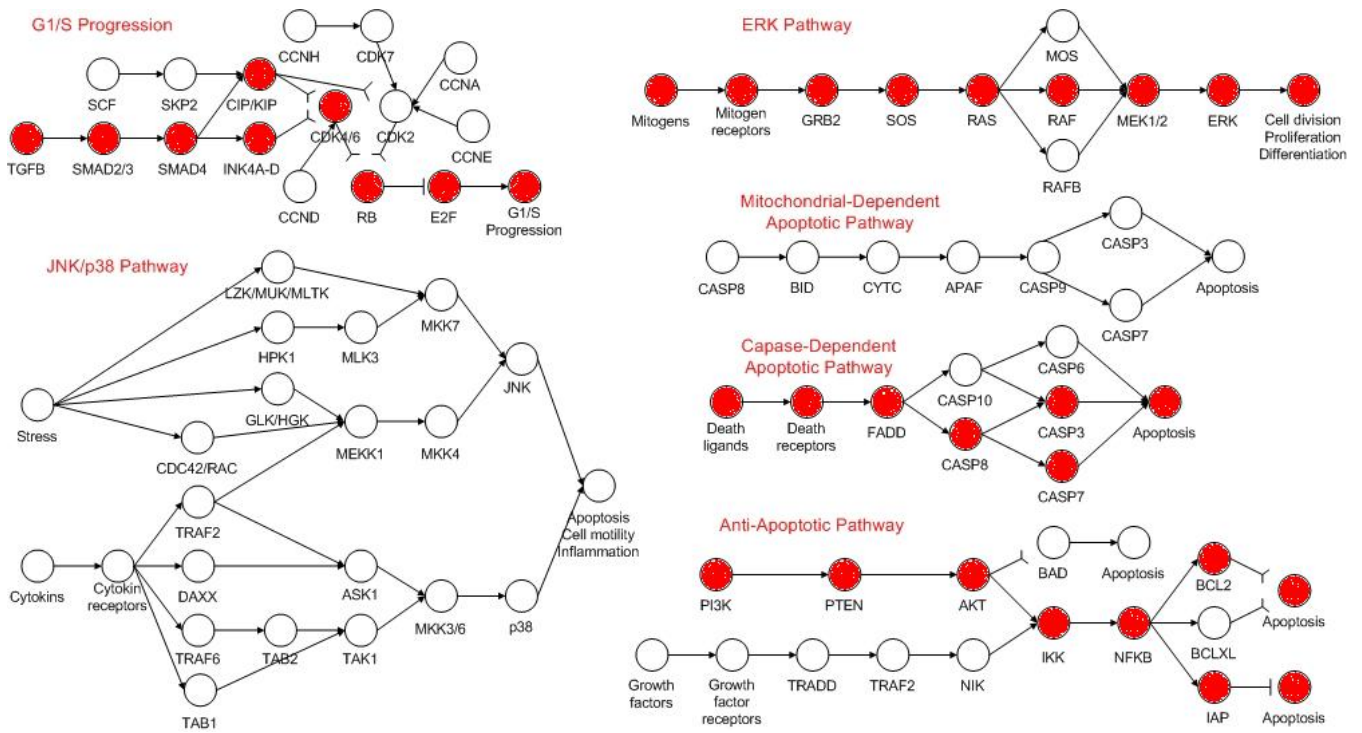 G1/S Progression
CCNH
CDK7
CCNA
SCF
SKP2
CIP/KIP
CDK4/6
CDK2
CCNE
TGFB
SMAD2/3
SMAD4
INK4A-D
CCND
RB
E2F
G1/S
Progression
ERK Pathway
MOS
Mitogens
Mitogen
receptors
GRB2
SOS
RAS
RAF
MEK1/2
ERK
Cell division
Proliferation
Differentiation
RAFB
Mitochondrial-Dependent
Apoptotic Pathway
CASP3
CASP8
BID
CYTC
APAF
CASP9
Apoptosis
CASP7
JNK/p38 Pathway
LZK/MUK/MLTK
MKK7
HPK1
MLK3
JNK
GLK/HGK
Stress
CDC42/RAC
MEKK1
MKK4
TRAF2
Apoptosis
Cell motility
Inflammation
Cytokins
Cytokin
receptors
DAXX
ASK1
MKK3/6
p38
TRAF6
TAB2
TAK1
TAB1
Capase-Dependent
Apoptotic Pathway
CASP6
CASP10
Death
ligands
Death
receptors
FADD
CASP3
Apoptosis
CASP8
CASP7
Anti-Apoptotic Pathway
BAD
Apoptosis
BCL2
PI3K
PTEN
AKT
Apoptosis
IKK
NFKB
BCLXL
Growth
factors
Growth
factor
receptors
TRADD
TRAF2
NIK
IAP
Apoptosis